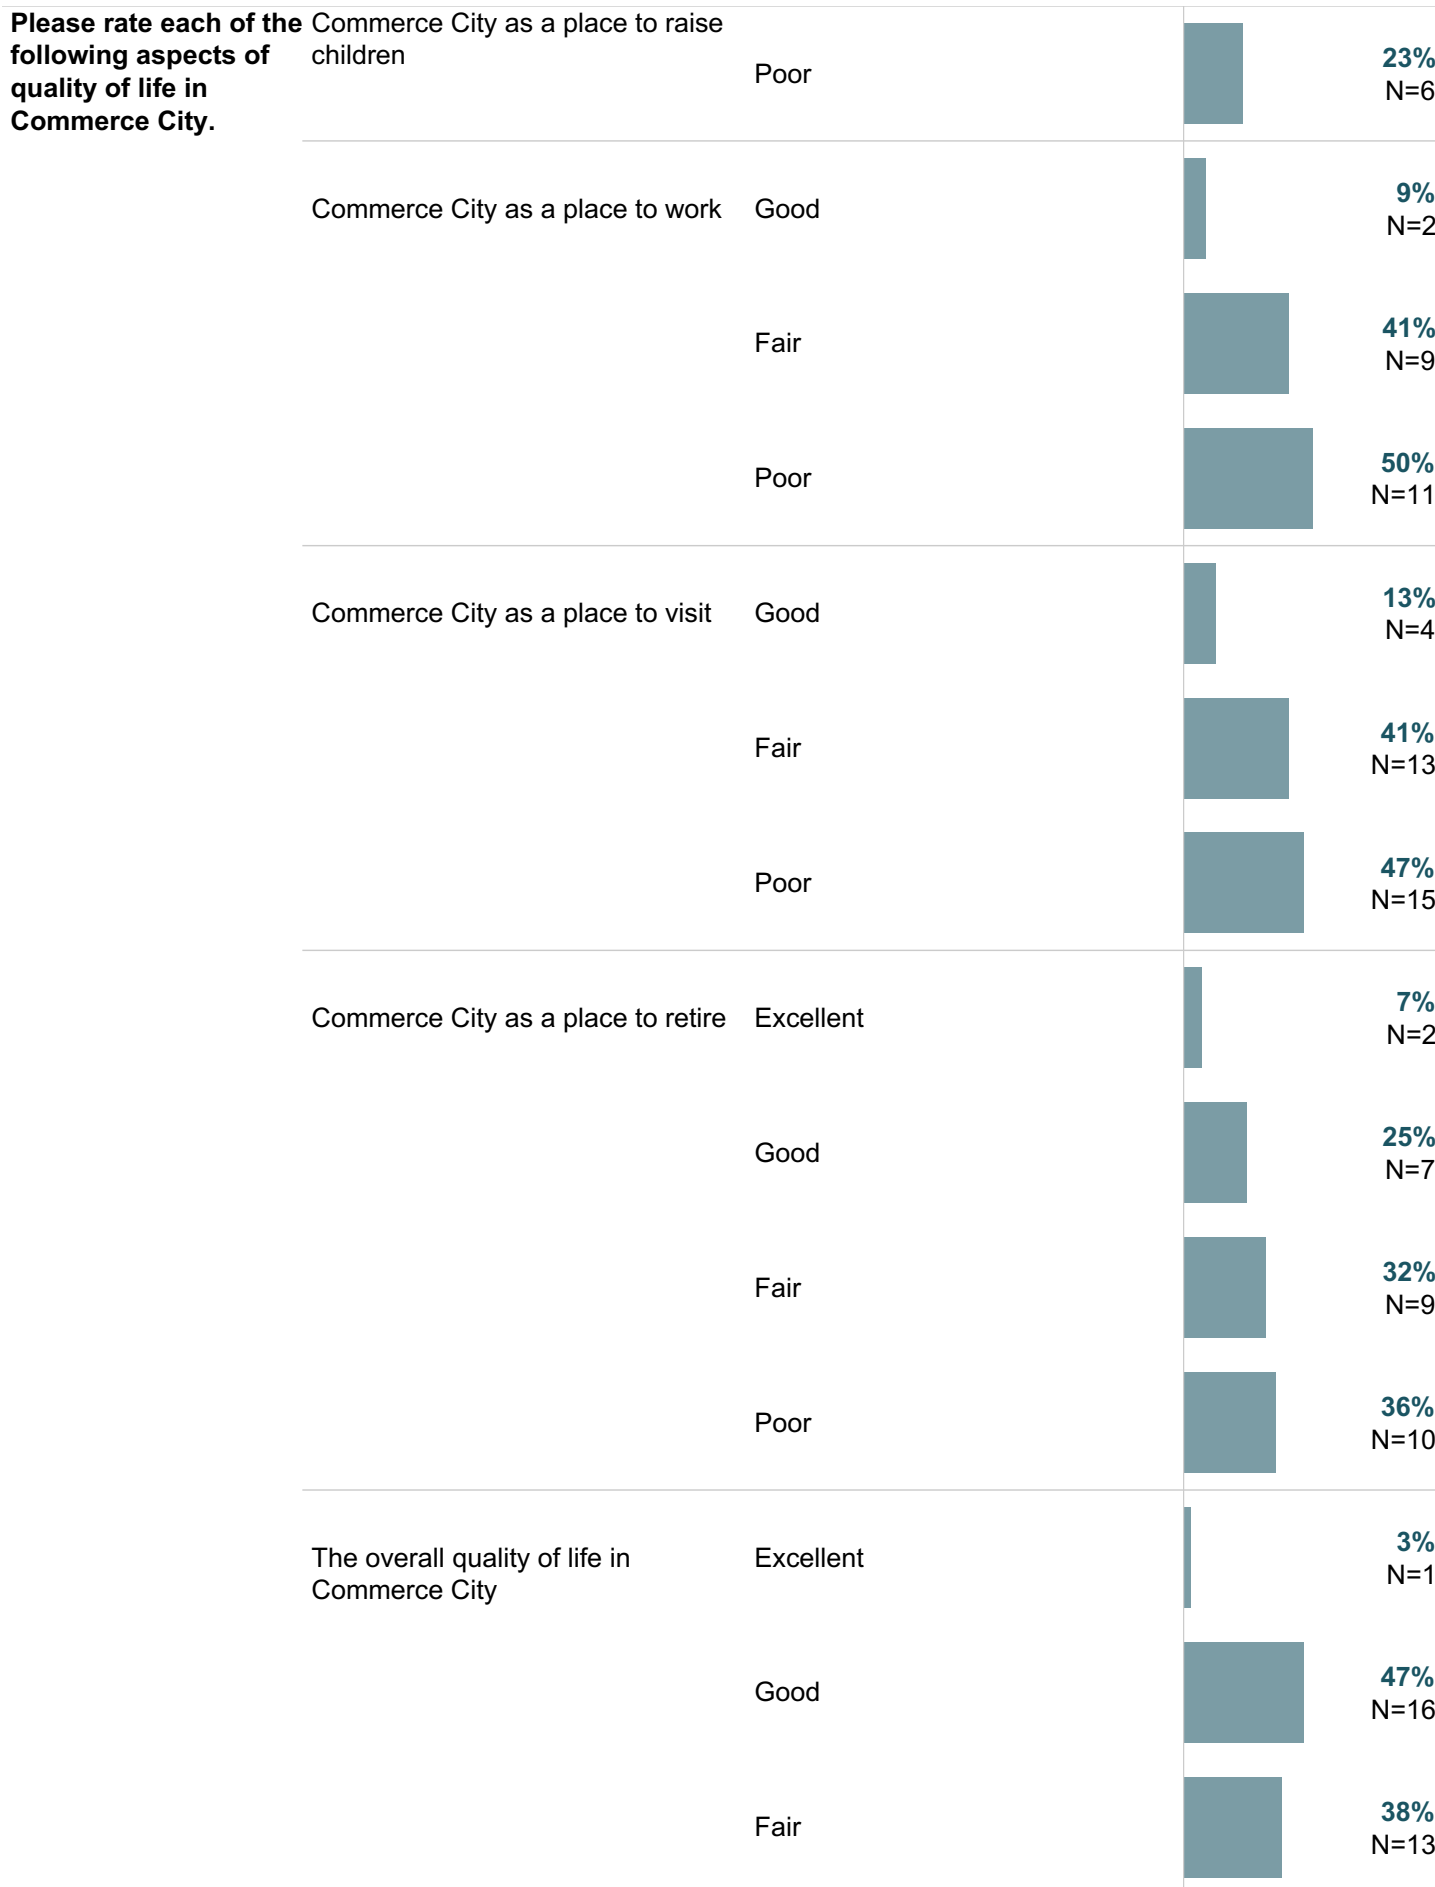 Please rate each of the
following aspects of
quality of life in
Commerce City.
Commerce City as a place to raise
children
Poor
23%
N=6
Commerce City as a place to work
Good
9%
N=2
Fair
41%
N=9
Poor
50%
N=11
Commerce City as a place to visit
Good
13%
N=4
Fair
41%
N=13
Poor
47%
N=15
Commerce City as a place to retire
Excellent
7%
N=2
Good
25%
N=7
Fair
32%
N=9
Poor
36%
N=10
The overall quality of life in
Commerce City
Excellent
3%
N=1
Good
47%
N=16
Fair
38%
N=13